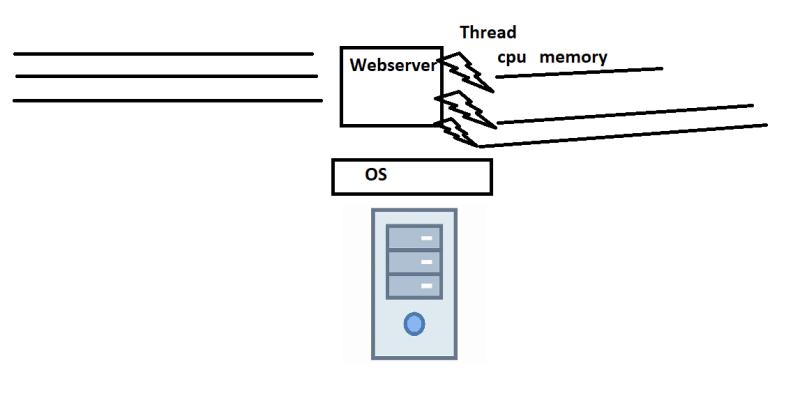 Thread
cpu memory
Webserver
OS